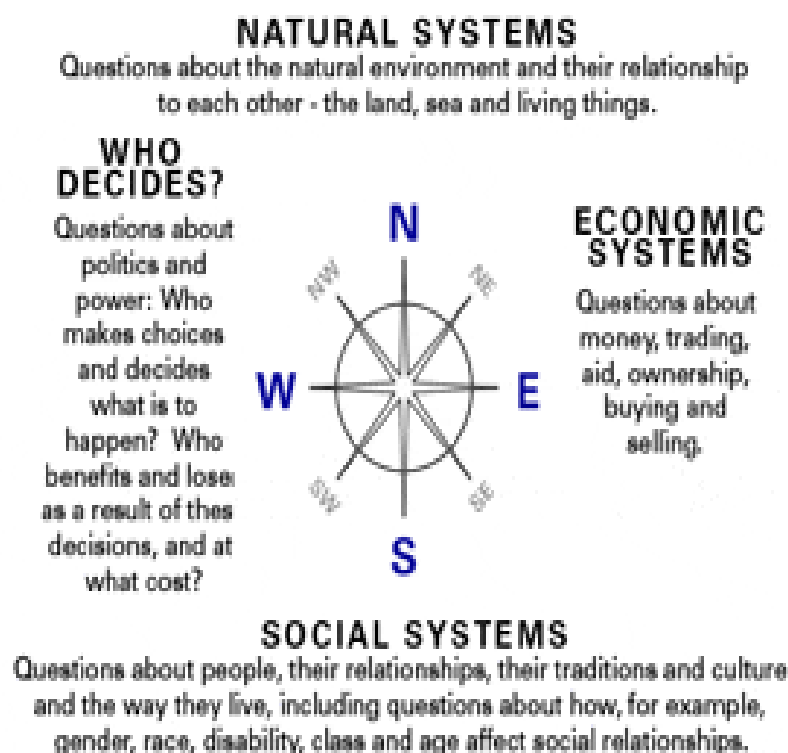 NATURAL SYSTEMS
Questions about the natural environment and their relationship
to each other - the land, sea and living things.
WHO
DECIDES?
Questions about
politics and
power: Who
makes choices
and decides
what is to
happen? Who
benefits and lose
as a result of thes
decisions, and at
what cost?
N
NW
NE
W
E
SW
SE
S
ECONOMIC
SYSTEMS
Questions about
money, trading,
aid, ownership,
buying and
selling.
SOCIAL SYSTEMS
Questions about people, their relationships, their traditions and culture
and the way they live, including questions about how, for example,
gender, race, disability, class and age affect social relationships.